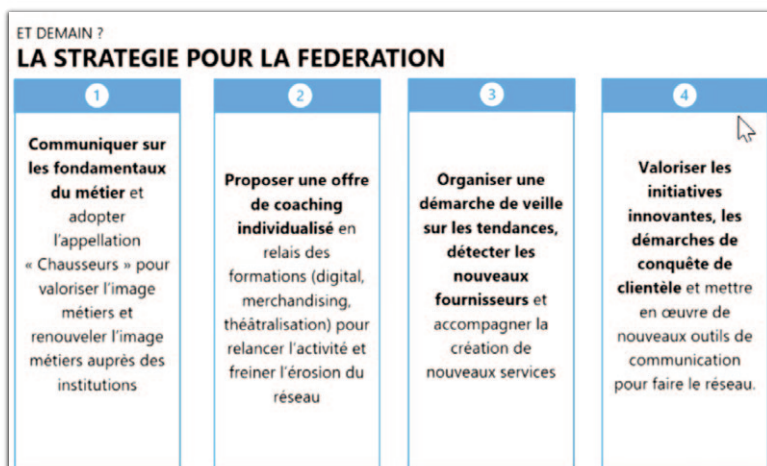 ET DEMAIN ?
LA STRATEGIE POUR LA FEDERATION
1
Communiquer sur
les fondamentaux
du métier et
adopter
l'appellation
« Chausseurs » pour
valoriser l'image
métiers et
renouveler l'image
métiers auprès des
institutions
2
Proposer une offre
de coaching
individualisé en
relais des
formations (digital,
merchandising,
théâtralisation) pour
relancer l'activité et
freiner l'érosion du
réseau
3
Organiser une
démarche de veille
sur les tendances,
détecter les
nouveaux
fournisseurs et
accompagner la
création de
nouveaux services
4
Valoriser les
initiatives
innovantes, les
démarches de
conquête de
clientèle et mettre
en œuvre de
nouveaux outils de
communication
pour faire le réseau.